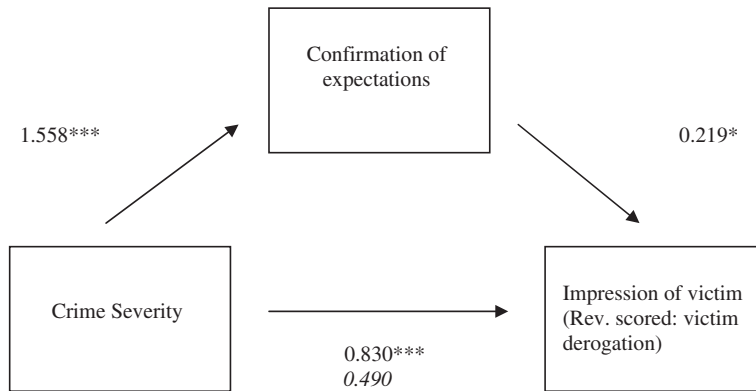 Confirmation of
expectations
1.558***
0.219*
Crime Severity
Impression of victim
(Rev. scored: victim
derogation)
0.830***
0.490